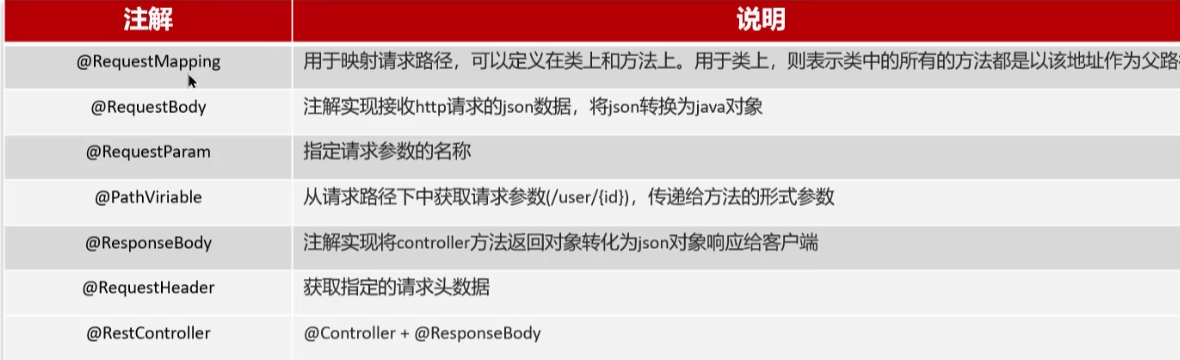 注解 说明
@RequestMapping 用于映射请求路径，可以定义在类上和方法上。用于类上，则表示类中的所有的方法都是以该地址作为父路
@RequestBody 注解实现接收http请求的json数据，将json转换为java对象
@RequestParam 指定请求参数的名称
@PathViriable 从请求路径下中获取请求参数(/user/{id})，传递给方法的形式参数
@ResponseBody 注解实现将controller方法返回对象转化为json对象响应给客户端
@RequestHeader 获取指定的请求头数据
@RestController @Controller + @ResponseBody